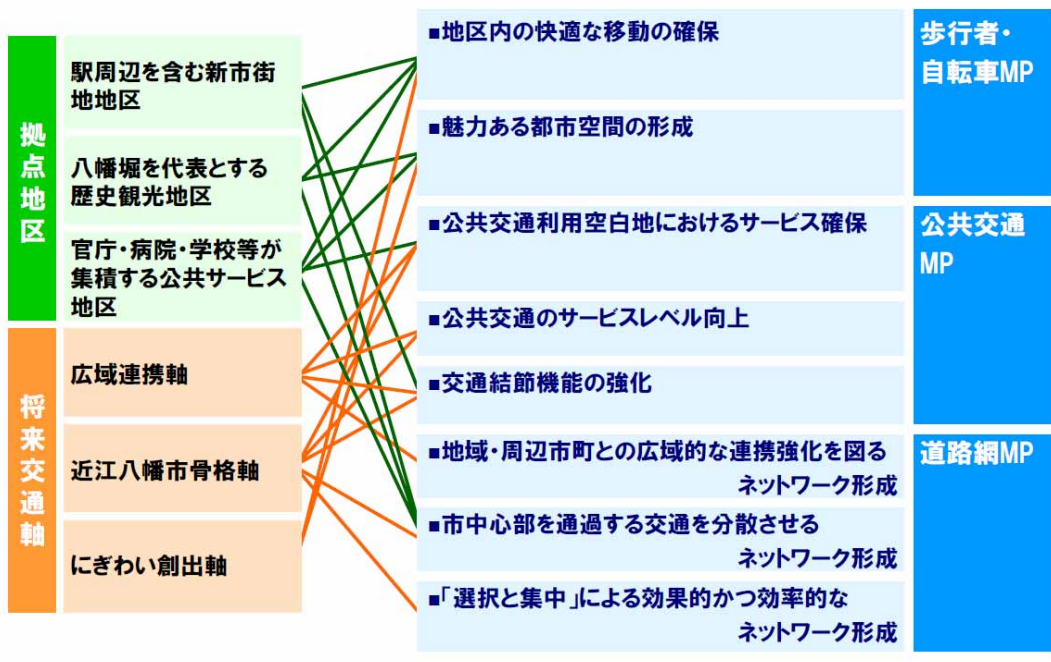 拠点地区
駅周辺を含む新市街
地地区
八幡堀を代表とする
歴史観光地区
官庁・病院・学校等が
集積する公共サービス
地区
将来交通軸
広域連携軸
近江八幡市骨格軸
にぎわい創出軸
■地区内の快適な移動の確保
■魅力ある都市空間の形成
■公共交通利用空白地におけるサービス確保
■公共交通のサービスレベル向上
■交通結節機能の強化
■地域・周辺市町との広域的な連携強化を図る
ネットワーク形成
■市中心部を通過する交通を分散させる
ネットワーク形成
■「選択と集中」による効果的かつ効率的な
ネットワーク形成
歩行者・
自転車MP
公共交通
MP
道路網MP